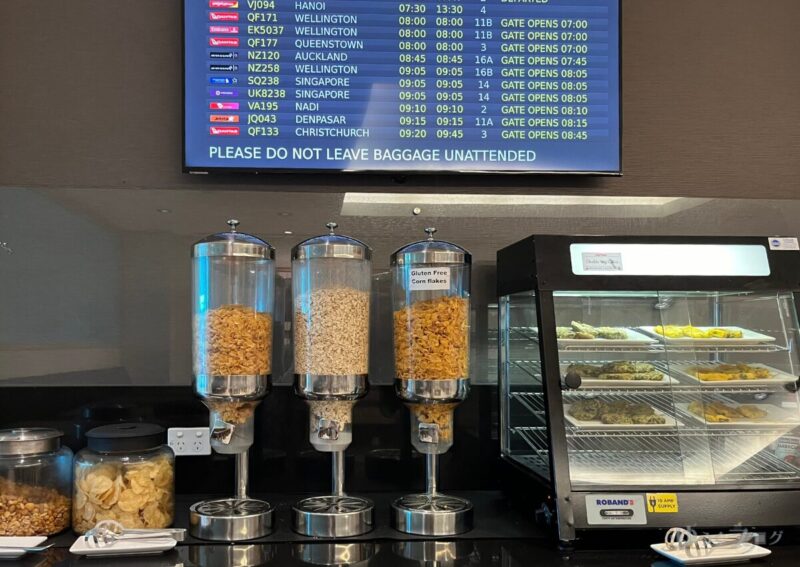 VJ094 HANOI 07:30 13:30 4
QF171 WELLINGTON 08:00 08:00 11B GATE OPENS 07:00
EK5037 WELLINGTON 08:00 08:00 11B GATE OPENS 07:00
QF177 QUEENSTOWN 08:00 08:00 3 GATE OPENS 07:00
NZ120 AUCKLAND 08:45 08:45 16A GATE OPENS 07:45
NZ258 WELLINGTON 09:05 09:05 16B GATE OPENS 08:05
SQ238 SINGAPORE 09:05 09:05 14 GATE OPENS 08:05
UK8238 SINGAPORE 09:05 09:05 14 GATE OPENS 08:05
VA195 NADI 09:10 09:10 2 GATE OPENS 08:10
JQ043 DENPASAR 09:15 09:15 11A GATE OPENS 08:15
QF133 CHRISTCHURCH 09:20 09:45 3 GATE OPENS 08:45
PLEASE DO NOT LEAVE BAGGAGE UNATTENDED
Gluten Free
Corn flakes
ROBAND
10 AMP
SUPPLY